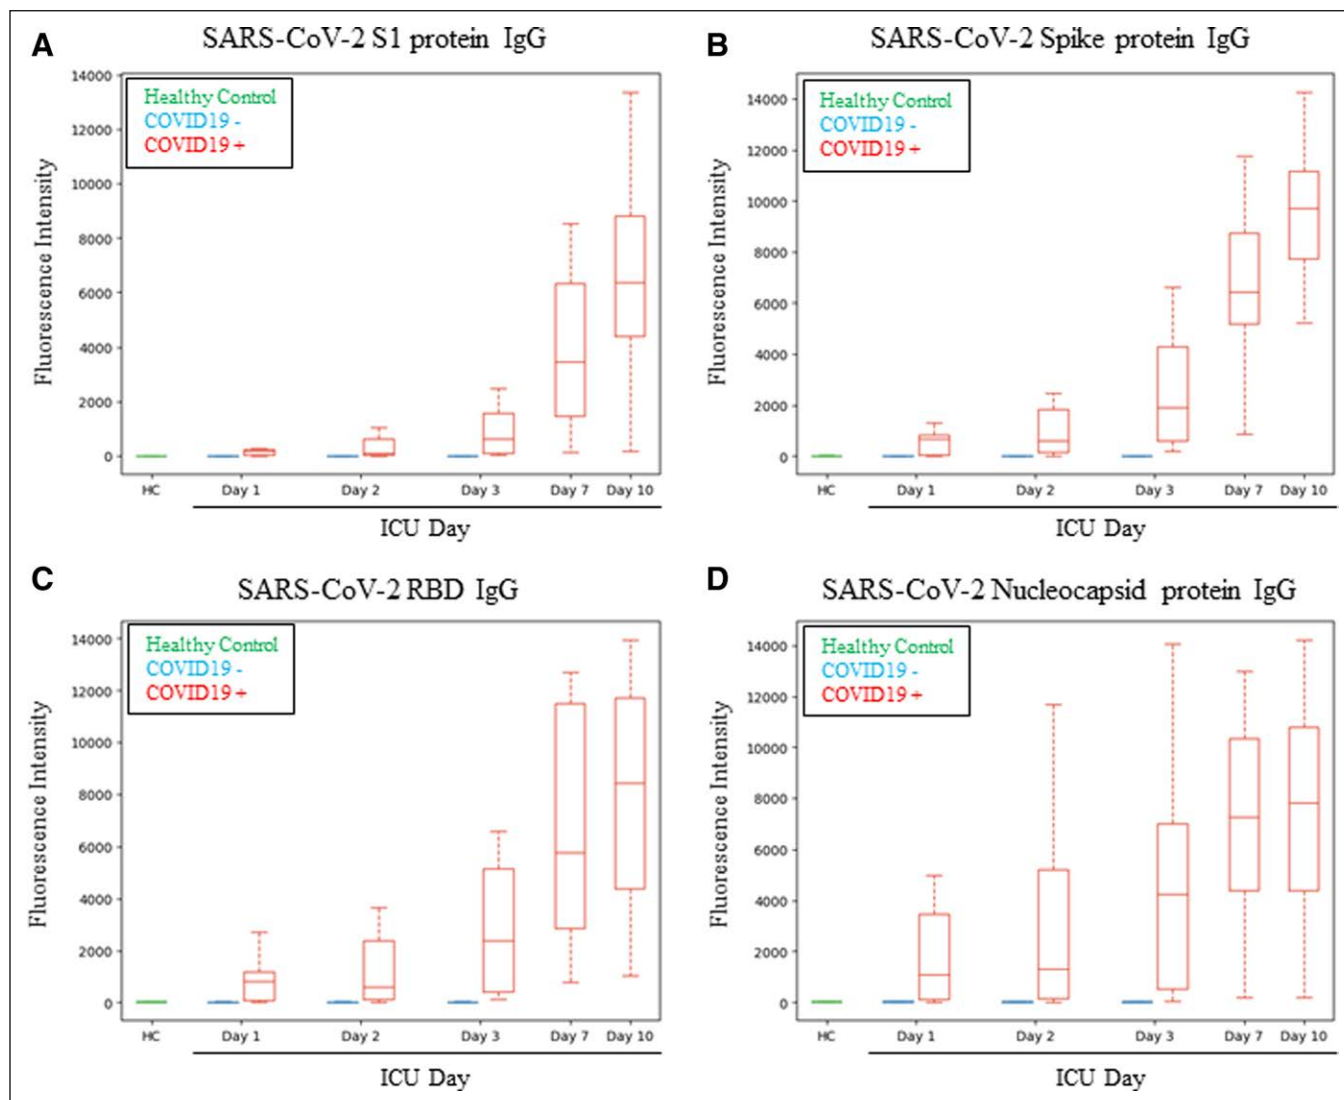 A
SARS-CoV-2 S1 protein IgG
Healthy Control
COVID19 -
COVID19 +
Fluorescence Intensity
14000
12000
10000
8000
6000
4000
2000
0
HC Day 1 Day 2 Day 3 Day 7 Day 10
ICU Day
B
SARS-CoV-2 Spike protein IgG
Healthy Control
COVID19 -
COVID19 +
Fluorescence Intensity
14000
12000
10000
8000
6000
4000
2000
0
HC Day 1 Day 2 Day 3 Day 7 Day 10
ICU Day
C
SARS-CoV-2 RBD IgG
Healthy Control
COVID19 -
COVID19 +
Fluorescence Intensity
14000
12000
10000
8000
6000
4000
2000
0
HC Day 1 Day 2 Day 3 Day 7 Day 10
ICU Day
D
SARS-CoV-2 Nucleocapsid protein IgG
Healthy Control
COVID19 -
COVID19 +
Fluorescence Intensity
14000
12000
10000
8000
6000
4000
2000
0
HC Day 1 Day 2 Day 3 Day 7 Day 10
ICU Day